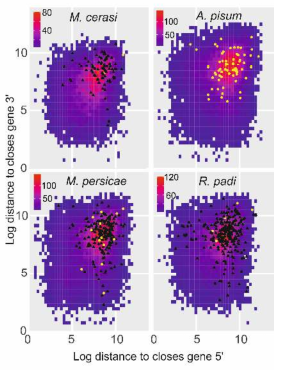 M. cerasi
80
40
A. pisum
100
50
10
5
0
M. persicae
100
50
R. padi
120
60
10
5
0
0 5 10 0 5 10
Log distance to closes gene 3'
Log distance to closes gene 5'